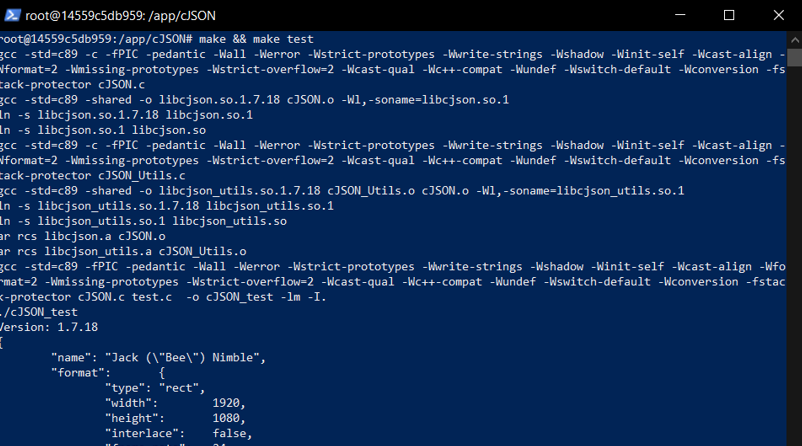 root@14559c5db959: /app/cJSON
root@14559c5db959:/app/cJSON# make && make test
gcc -std=c89 -c -fPIC -pedantic -Wall -Werror -Wstrict-prototypes -Wwrite-strings -Wshadow -Winit-self -Wcast-align -
Wformat=2 -Wmissing-prototypes -Wstrict-overflow=2 -Wcast-qual -Wc++-compat -Wundef -Wswitch-default -Wconversion -fs
tack-protector cJSON.c
gcc -std=c89 -shared -o libcjson.so.1.7.18 cJSON.o -Wl,-soname=libcjson.so.1
ln -s libcjson.so.1.7.18 libcjson.so.1
ln -s libcjson.so.1 libcjson.so
gcc -std=c89 -c -fPIC -pedantic -Wall -Werror -Wstrict-prototypes -Wwrite-strings -Wshadow -Winit-self -Wcast-align -
Wformat=2 -Wmissing-prototypes -Wstrict-overflow=2 -Wcast-qual -Wc++-compat -Wundef -Wswitch-default -Wconversion -fs
tack-protector cJSON_Utils.c
gcc -std=c89 -shared -o libcjson_utils.so.1.7.18 cJSON_Utils.o cJSON.o -Wl,-soname=libcjson_utils.so.1
ln -s libcjson_utils.so.1.7.18 libcjson_utils.so.1
ln -s libcjson_utils.so.1 libcjson_utils.so
ar rcs libcjson.a cJSON.o
ar rcs libcjson_utils.a cJSON_Utils.o
gcc -std=c89 -fPIC -pedantic -Wall -Werror -Wstrict-prototypes -Wwrite-strings -Wshadow -Winit-self -Wcast-align -Wfo
rmat=2 -Wmissing-prototypes -Wstrict-overflow=2 -Wcast-qual -Wc++-compat -Wundef -Wswitch-default -Wconversion -fstac
k-protector cJSON.c test.c  -o cJSON_test -lm -I.
./cJSON_test
Version: 1.7.18
{
        "name": "Jack (\"Bee\") Nimble",
        "format":       {
                "type": "rect",
                "width":        1920,
                "height":       1080,
                "interlace":    false,